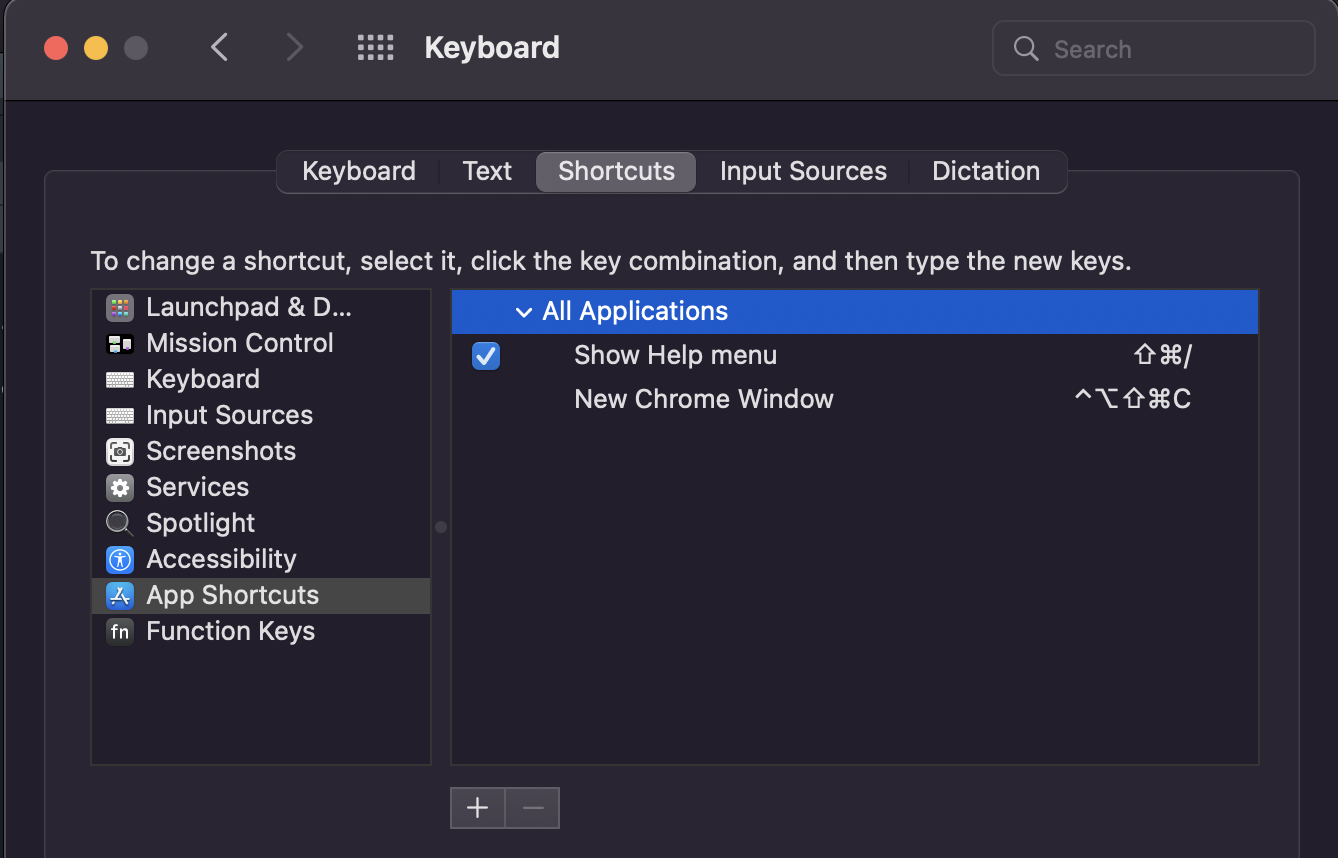 Keyboard
Search
Keyboard Text Shortcuts Input Sources Dictation
To change a shortcut, select it, click the key combination, and then type the new keys.
Launchpad & D...
Mission Control
Keyboard
Input Sources
Screenshots
Services
Spotlight
Accessibility
App Shortcuts
fn Function Keys
All Applications
Show Help menu ⇧⌘/
New Chrome Window ^⌥⇧⌘C